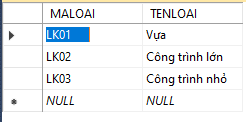 MALOAI TENLOAI
LK01 Vựa
LK02 Công trình lớn
LK03 Công trình nhỏ
NULL NULL